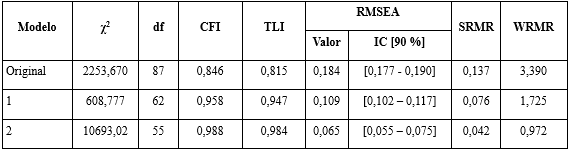 Modelo χ² df CFI TLI RMSEA SRMR WRMR
Valor IC [90 %]
Original 2253,670 87 0,846 0,815 0,184 [0,177 - 0,190] 0,137 3,390
1 608,777 62 0,958 0,947 0,109 [0,102 – 0,117] 0,076 1,725
2 10693,02 55 0,988 0,984 0,065 [0,055 – 0,075] 0,042 0,972